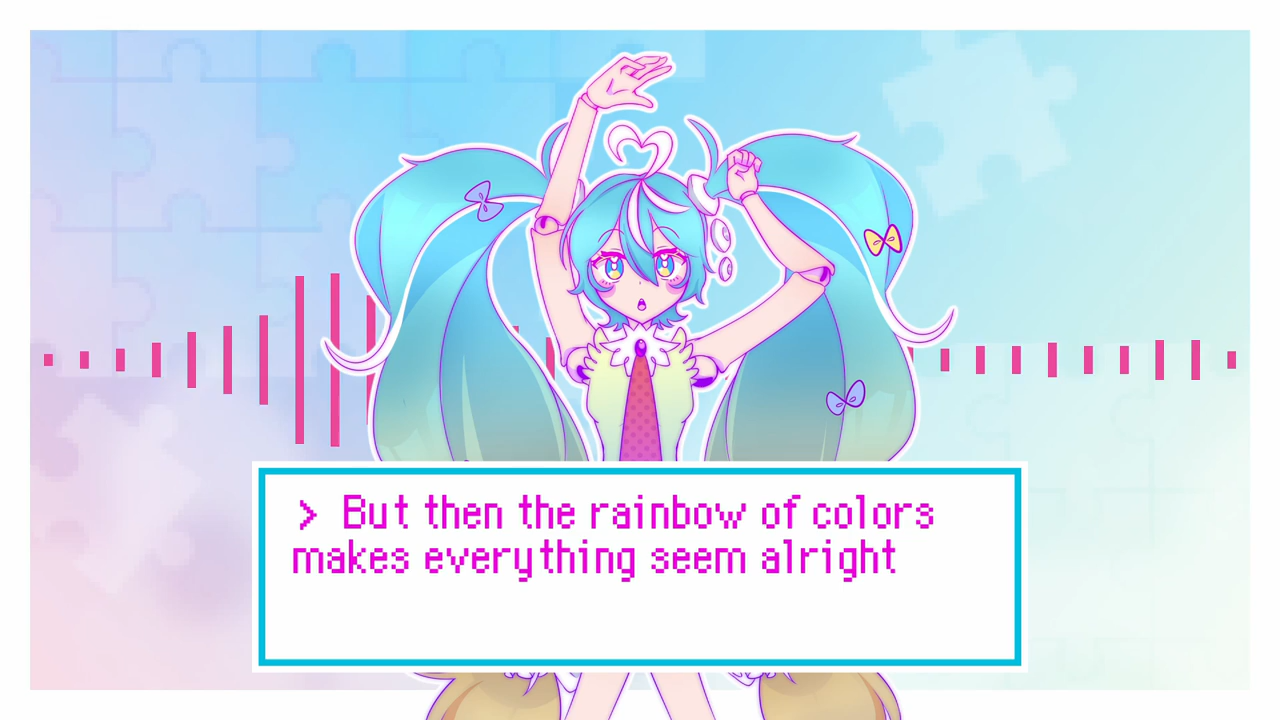 > But then the rainbow of colors
makes everything seem alright